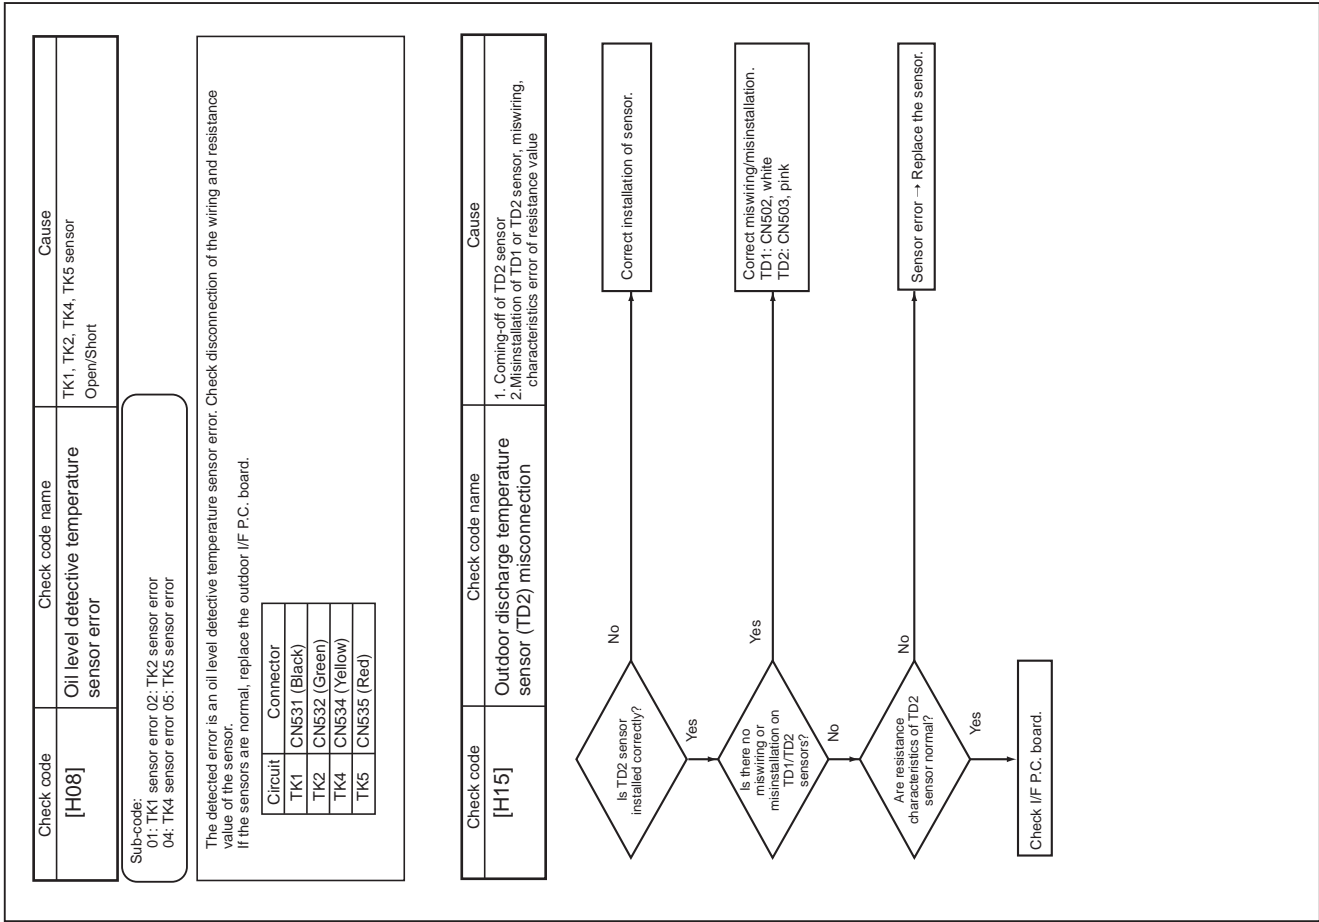 Check code
Check code name
Cause
[H08]
Oil level detective temperature
sensor error
TK1, TK2, TK4, TK5 sensor
Open/Short
Sub-code:
01: TK1 sensor error 02: TK2 sensor error
04: TK4 sensor error 05: TK5 sensor error
The detected error is an oil level detective temperature sensor error. Check disconnection of the wiring and resistance
value of the sensor.
If the sensors are normal, replace the outdoor I/F P.C. board.
Circuit Connector
TK1 CN531 (Black)
TK2 CN532 (Green)
TK4 CN534 (Yellow)
TK5 CN535 (Red)
Check code
Check code name
Cause
[H15]
Outdoor discharge temperature
sensor (TD2) misconnection
1. Coming-off of TD2 sensor
2.Misinstallation of TD1 or TD2 sensor, miswiring,
characteristics error of resistance value
Is TD2 sensor
installed correctly?
No
Correct installation of sensor.
Yes
Is there no
miswiring or
misinstallation on
TD1/TD2
sensors?
Yes
Correct miswiring/misinstallation.
TD1: CN502, white
TD2: CN503, pink
No
Are resistance
characteristics of TD2
sensor normal?
No
Sensor error → Replace the sensor.
Yes
Check I/F P.C. board.